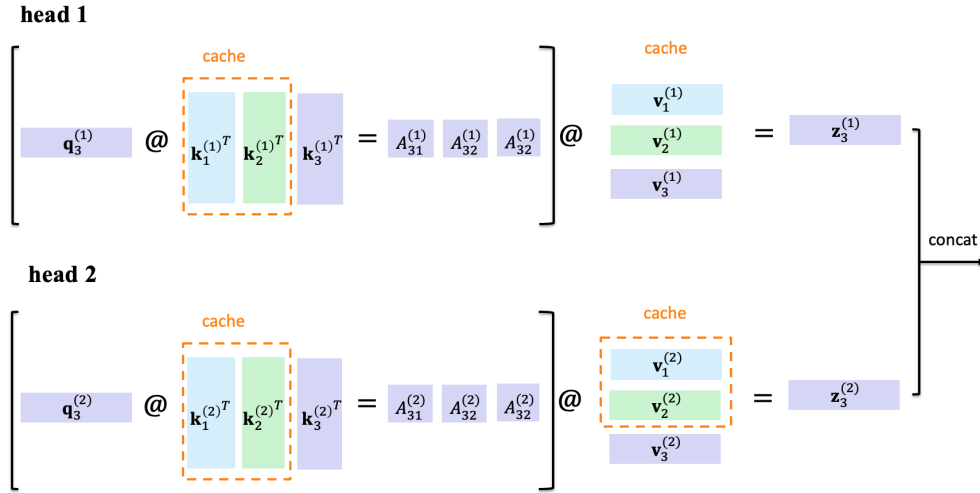 head 1
cache
cache
q₃⁽¹⁾ @ k₁⁽¹⁾ᵀ k₂⁽¹⁾ᵀ k₃⁽¹⁾ᵀ = A₃₁⁽¹⁾ A₃₂⁽¹⁾ A₃₂⁽¹⁾ @
v₁⁽¹⁾
v₂⁽¹⁾
v₃⁽¹⁾
= z₃⁽¹⁾
concat
head 2
cache
cache
q₃⁽²⁾ @ k₁⁽²⁾ᵀ k₂⁽²⁾ᵀ k₃⁽²⁾ᵀ = A₃₁⁽²⁾ A₃₂⁽²⁾ A₃₂⁽²⁾ @
v₁⁽²⁾
v₂⁽²⁾
v₃⁽²⁾
= z₃⁽²⁾